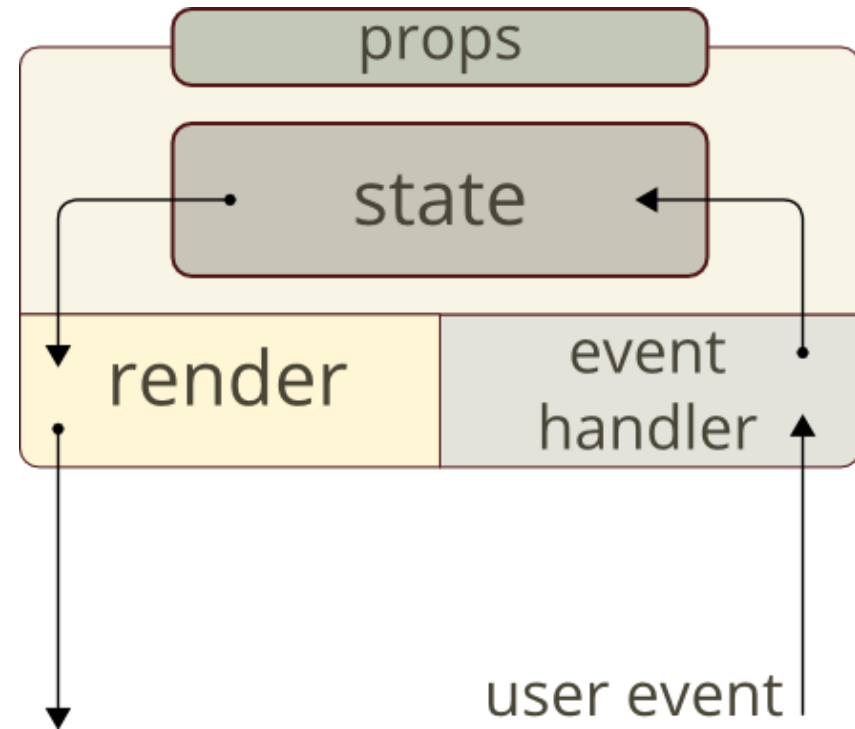 props
state
render
event
handler
user event